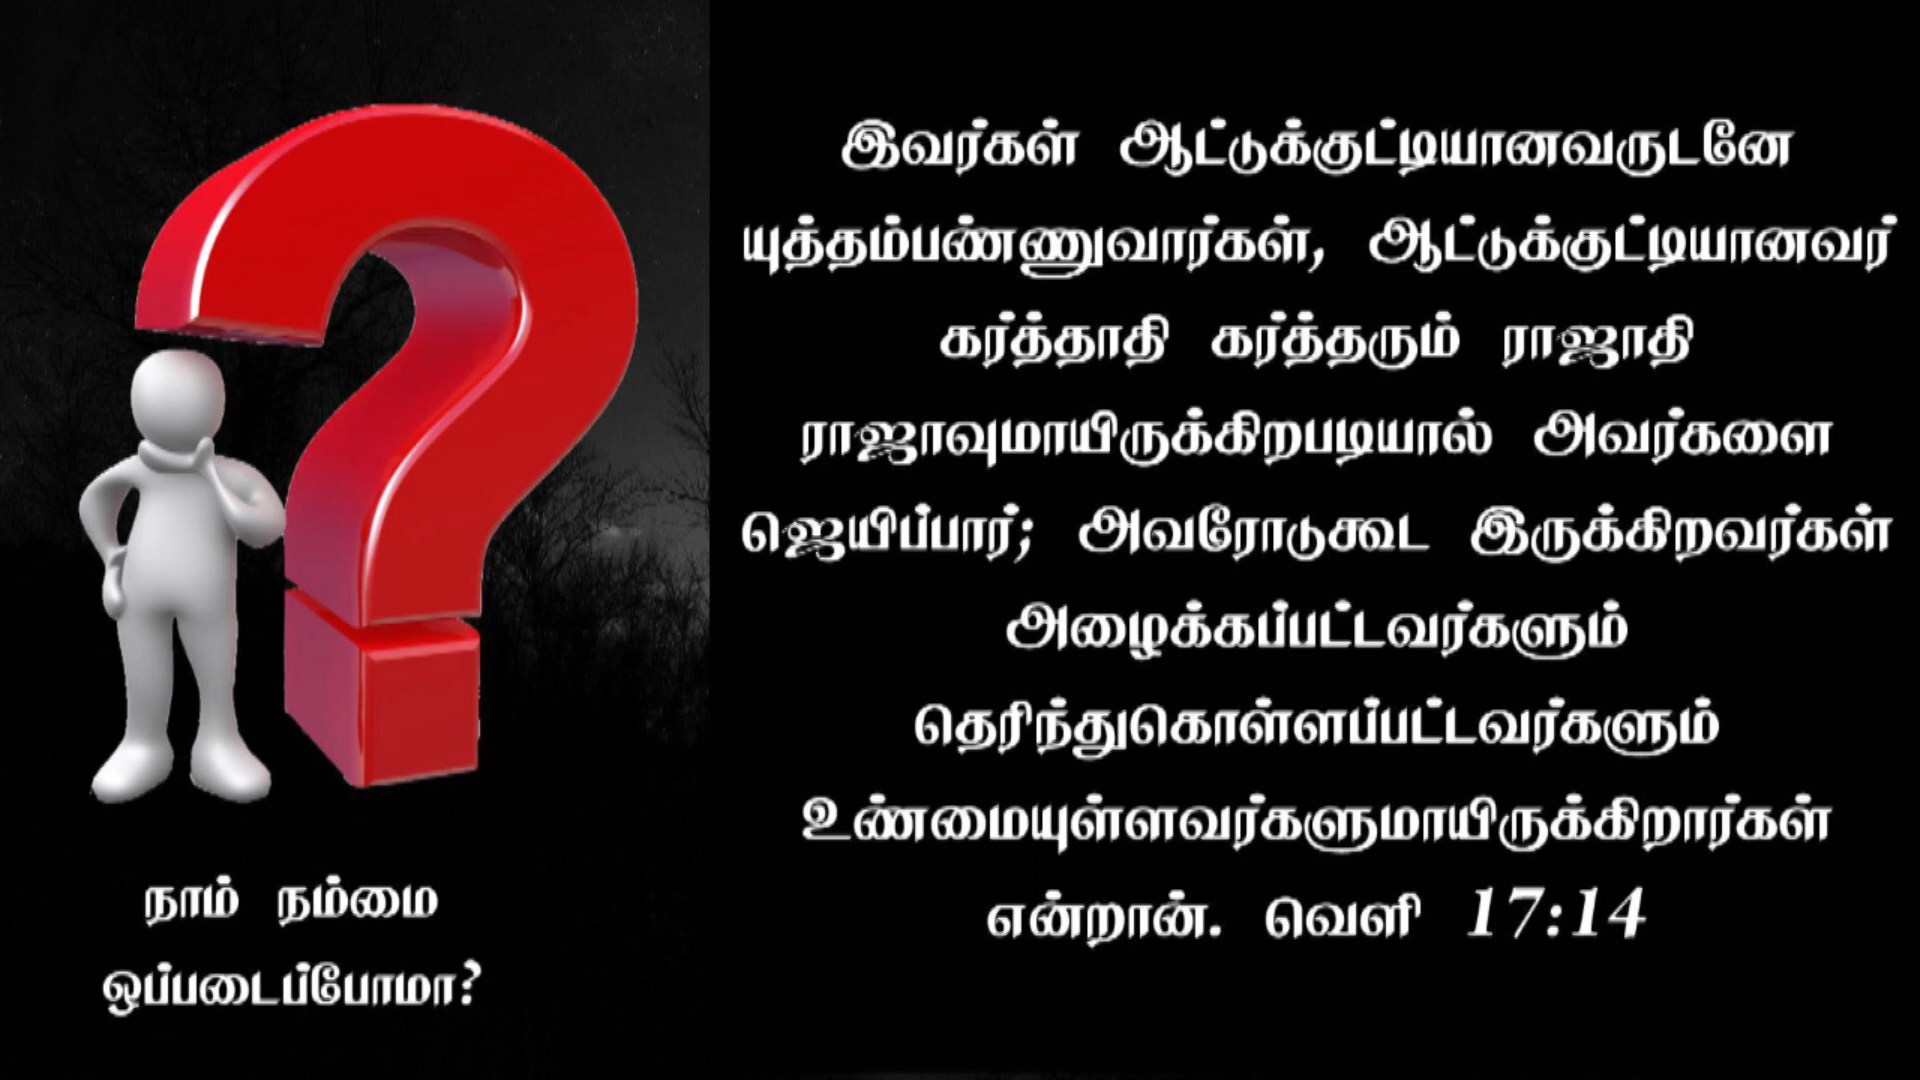 இவர்கள் ஆட்டுக்குட்டியானவருடனே
யுத்தம்பண்ணுவார்கள், ஆட்டுக்குட்டியானவர்
கர்த்தாதி கர்த்தரும் ராஜாதி
ராஜாவுமாயிருக்கிறபடியால் அவர்களை
ஜெயிப்பார்; அவரோடுகூட இருக்கிறவர்கள்
அழைக்கப்பட்டவர்களும்
தெரிந்துகொள்ளப்பட்டவர்களும்
உண்மையுள்ளவர்களுமாயிருக்கிறார்கள்
என்றான். வெளி 17:14
நாம் நம்மை
ஒப்படைப்போமா?